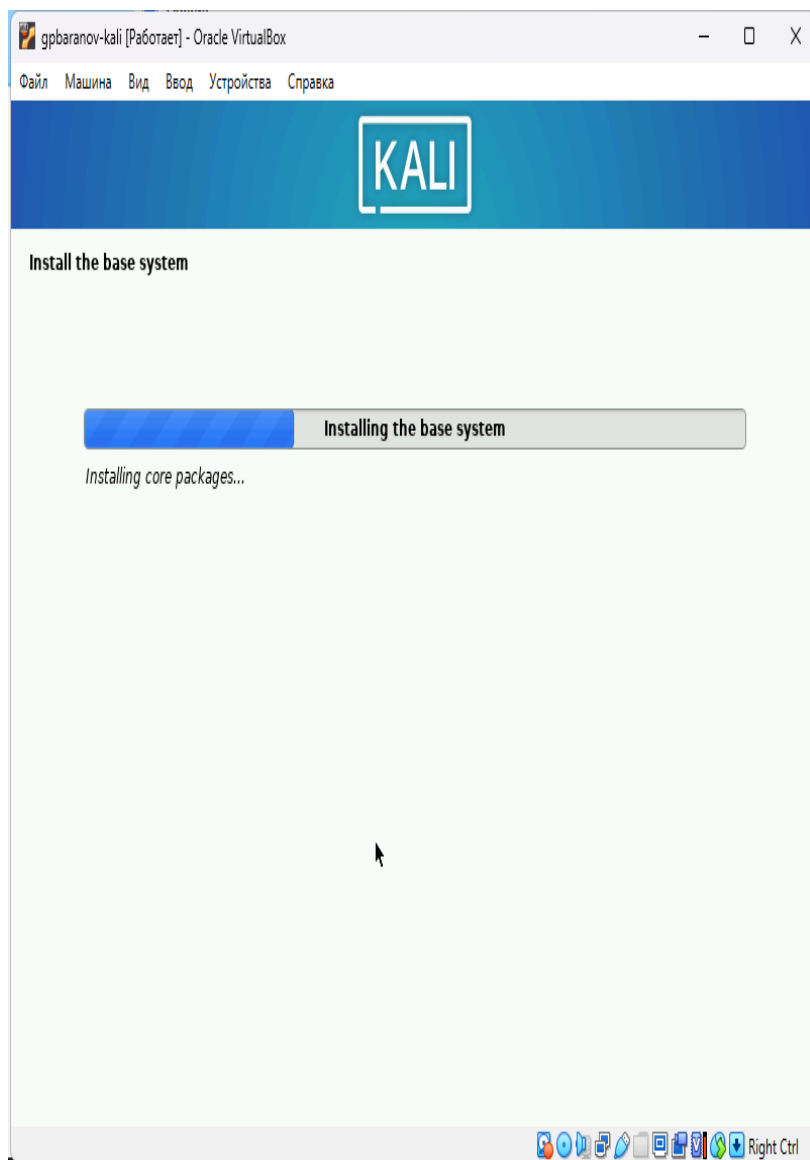 gpbaranov-kali [Работает] - Oracle VirtualBox
Файл Машина Вид Ввод Устройства Справка
KALI
Install the base system
Installing the base system
Installing core packages...
Right Ctrl